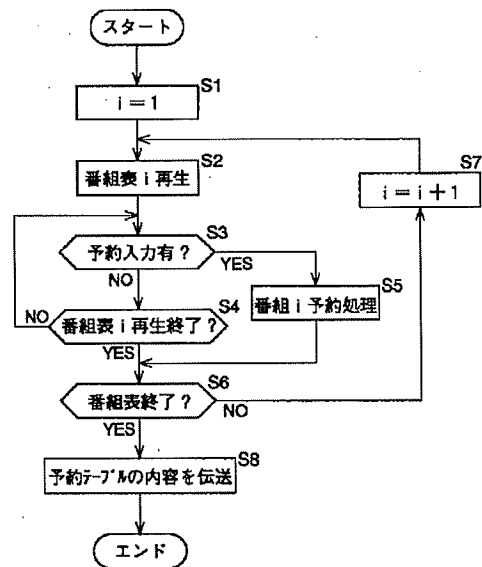 スタート
S1
i=1
S2
番組表i再生
S7
i=i+1
S3
予約入力有?
YES
NO
S5
番組i予約処理
S4
番組表i再生終了?
NO
YES
S6
番組表終了?
NO
YES
S8
予約テーブルの内容を伝送
エンド